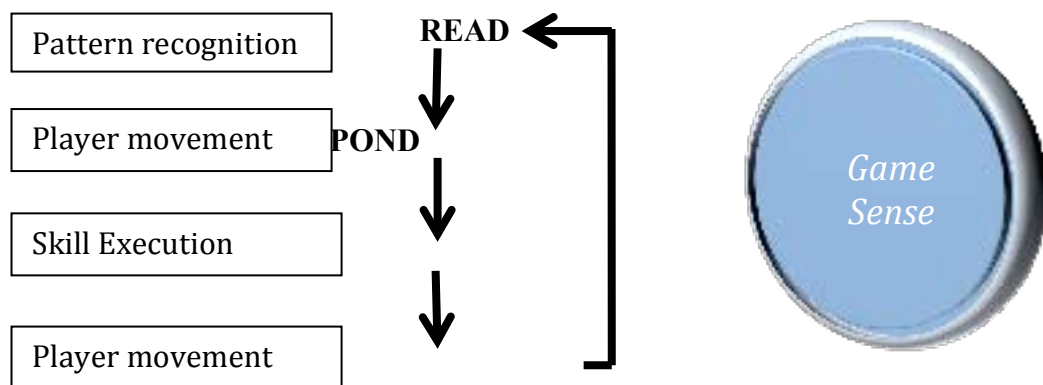 Pattern recognition
READ
Player movement
POND
Skill Execution
Player movement
Game
Sense